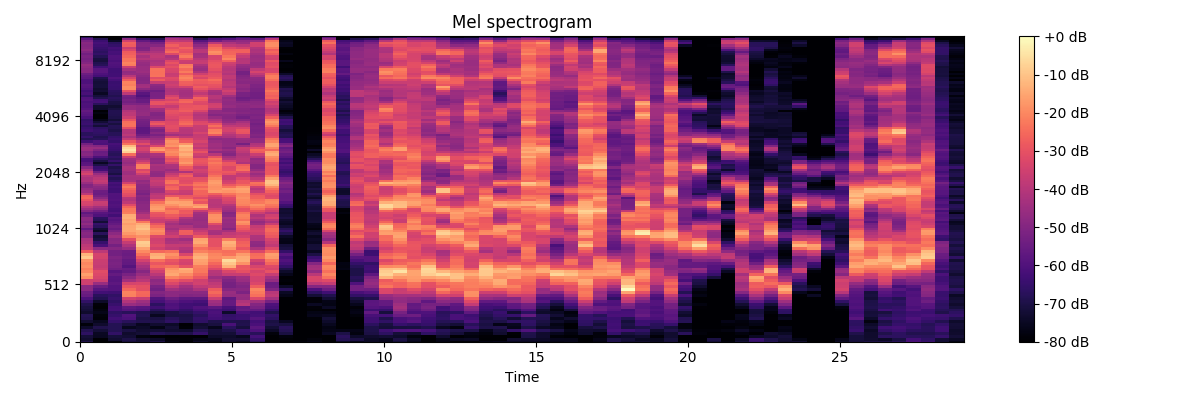 Mel spectrogram
+0 dB
8192
-10 dB
4096
-20 dB
-30 dB
2048
Hz
-40 dB
1024
-50 dB
-60 dB
512
-70 dB
0
-80 dB
0 5 10 15 20 25
Time